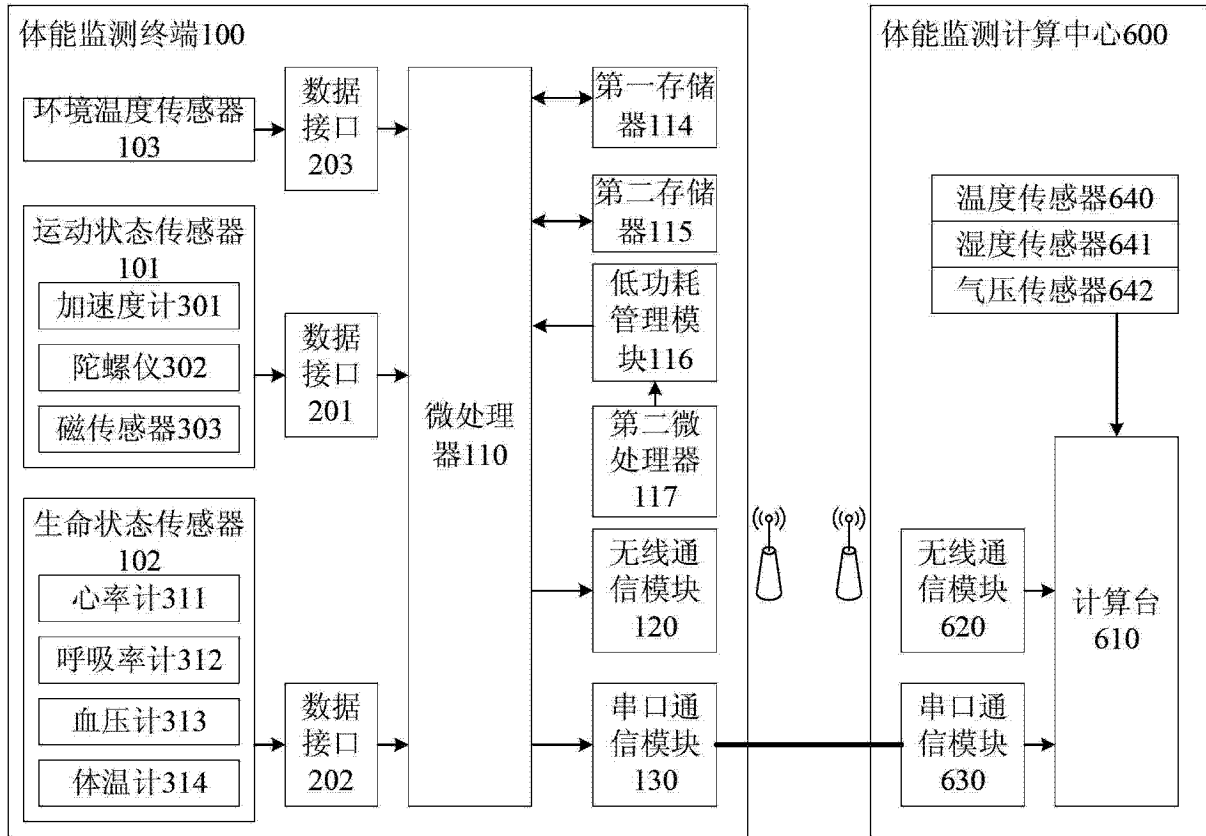 体能监测终端100
环境温度传感器
103
数据
接口
203
运动状态传感器
101
加速度计301
陀螺仪302
磁传感器303
数据
接口
201
生命状态传感器
102
心率计311
呼吸率计312
血压计313
体温计314
数据
接口
202
微处理
器110
第一存储
器114
第二存储
器115
低功耗
管理模
块116
第二微
处理器
117
无线通
信模块
120
串口通
信模块
130
体能监测计算中心600
温度传感器640
湿度传感器641
气压传感器642
无线通
信模块
620
串口通
信模块
630
计算台
610